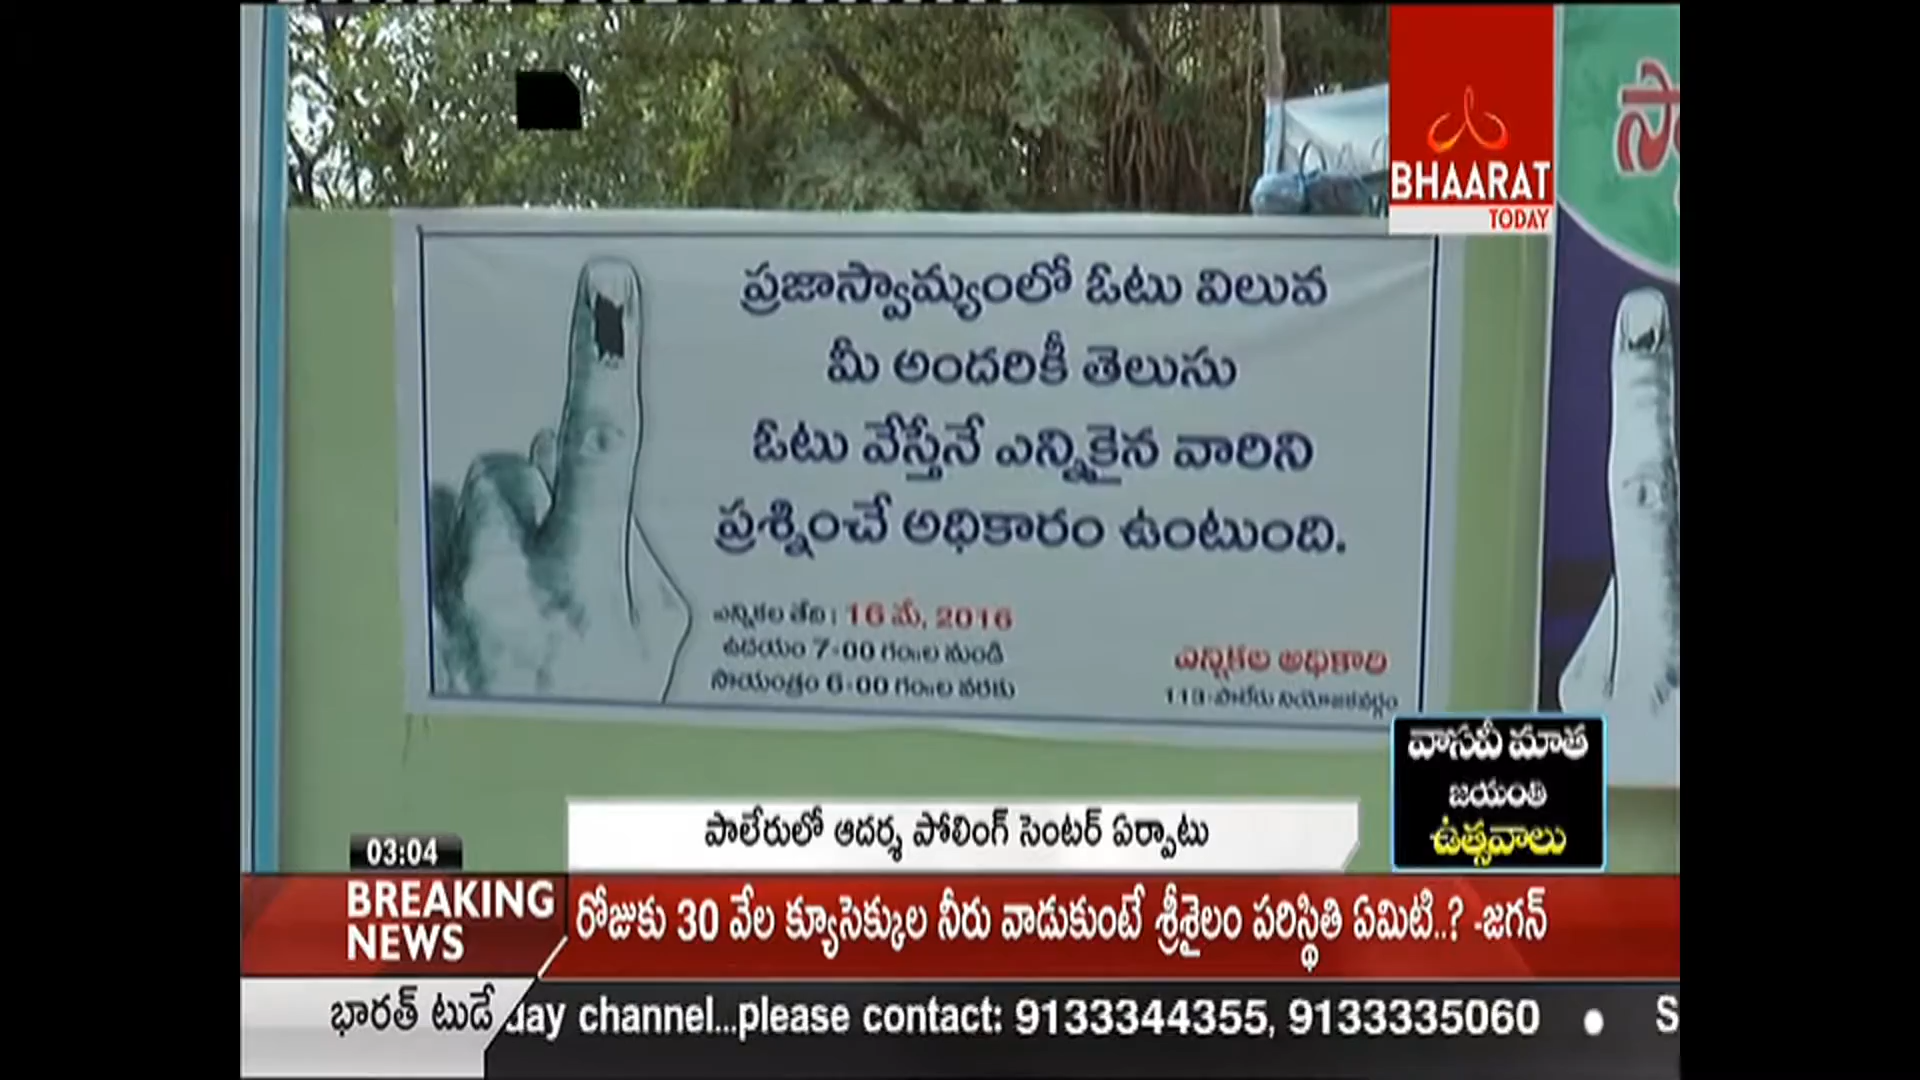 BHAARAT
TODAY
ప్రజాస్వామ్యంలో ఓటు విలువ
మీ అందరికీ తెలుసు
ఓటు వేస్తేనే ఎన్నికైన వారిని
ప్రశ్నించే అధికారం ఉంటుంది.
ఎన్నికల తేది : 16 మే, 2016
ఉదయం 7-00 గం॥ల నుండి
సాయంత్రం 6-00 గం॥ల వరకు
ఎన్నికల అధికారి
113-పాలేరు నియోజకవర్గం
వాసవీ మాత
జయంతి
ఉత్సవాలు
పాలేరులో ఆదర్శ పోలింగ్ సెంటర్ ఏర్పాటు
03:04
BREAKING
NEWS
రోజుకు 30 వేల క్యూసెక్కుల నీరు వాడుకుంటే శ్రీశైలం పరిస్థితి ఏమిటి..? -జగన్
భారత్ టుడే
day channel...please contact: 9133344355, 9133335060 • S